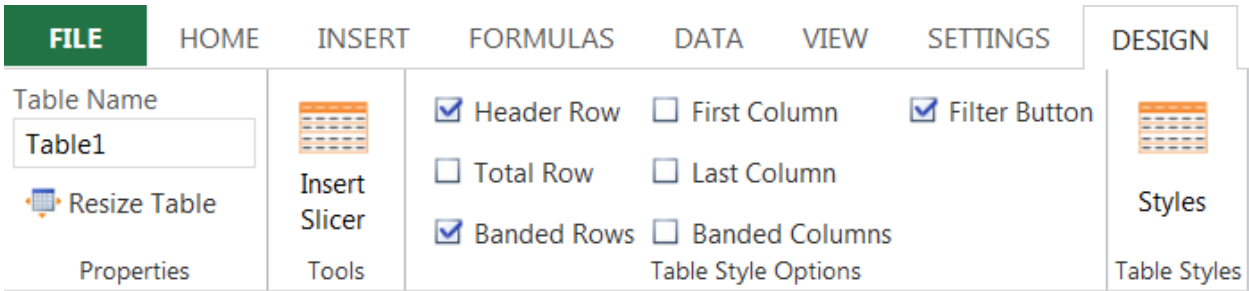 FILE HOME INSERT FORMULAS DATA VIEW SETTINGS DESIGN
Table Name
Table1
Resize Table
Properties
Insert
Slicer
Tools
Header Row First Column Filter Button
Total Row Last Column
Banded Rows Banded Columns
Table Style Options
Styles
Table Styles